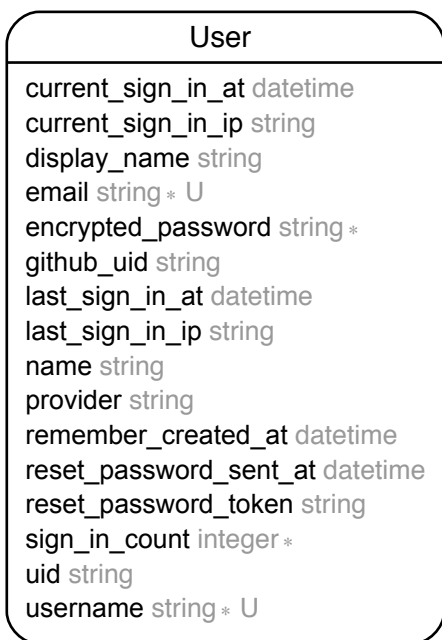 User
current_sign_in_at datetime
current_sign_in_ip string
display_name string
email string * U
encrypted_password string *
github_uid string
last_sign_in_at datetime
last_sign_in_ip string
name string
provider string
remember_created_at datetime
reset_password_sent_at datetime
reset_password_token string
sign_in_count integer *
uid string
username string * U